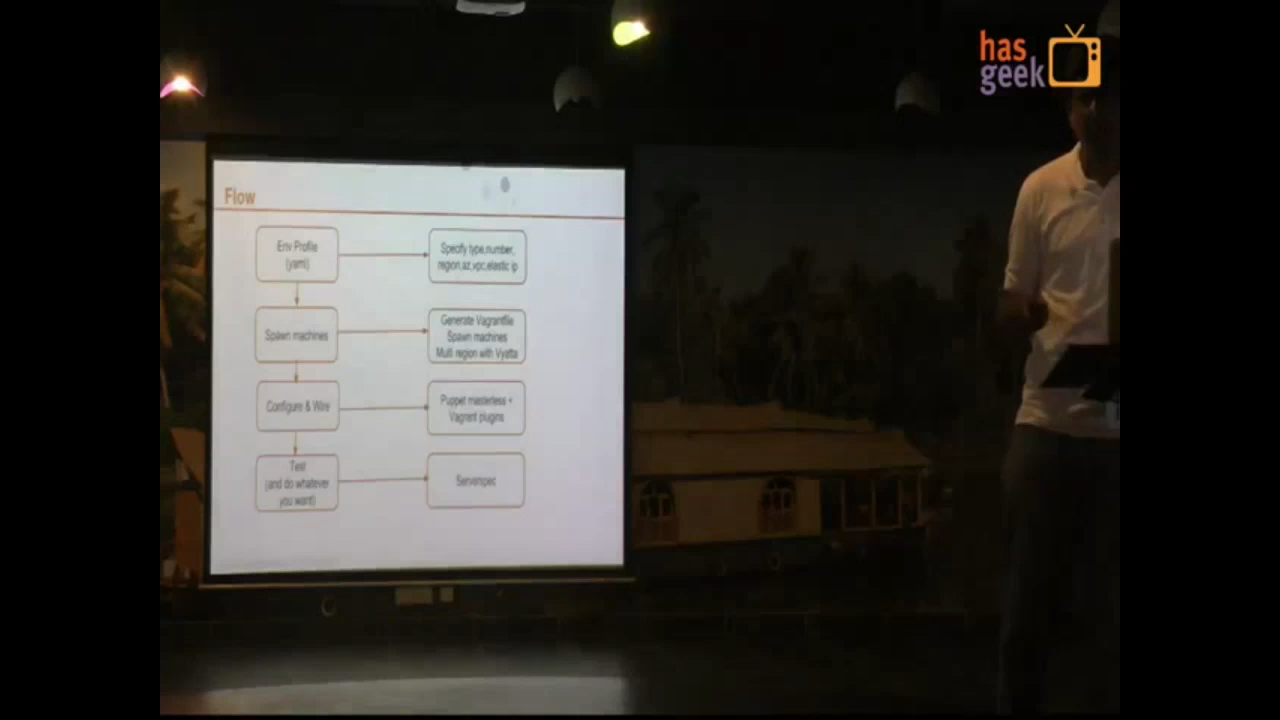 has
geek
Flow
Env Profile
(yaml)
Specify type,number,
region,az,vpc,elastic ip
Spawn machines
Generate Vagrantfile
Spawn machines
Multi region with Vyatta
Configure & Wire
Puppet masterless +
Vagrant plugins
Test
(and do whatever
you want)
Serverspec